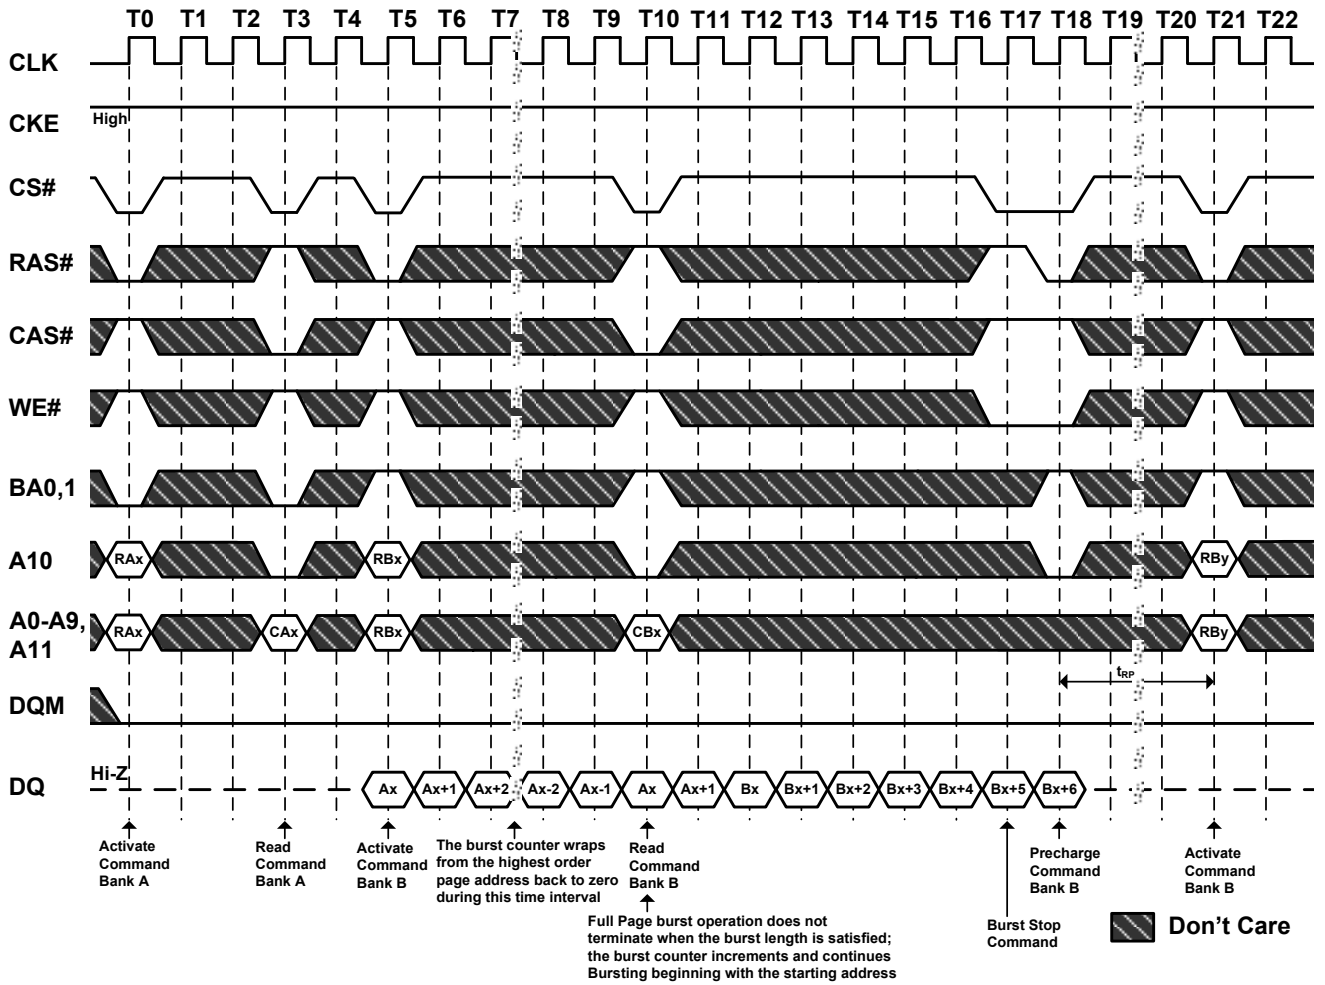 T0 T1 T2 T3 T4 T5 T6 T7 T8 T9 T10 T11 T12 T13 T14 T15 T16 T17 T18 T19 T20 T21 T22
CLK
CKE High
CS#
RAS#
CAS#
WE#
BA0,1
A10 RAx RBx RBy
A0-A9,
A11 RAx CAx RBx CBx RBy
tRP
DQM
DQ Hi-Z Ax Ax+1 Ax+2 Ax-2 Ax-1 Ax Ax+1 Bx Bx+1 Bx+2 Bx+3 Bx+4 Bx+5 Bx+6
Activate
Command
Bank A
Read
Command
Bank A
Activate
Command
Bank B
The burst counter wraps
from the highest order
page address back to zero
during this time interval
Read
Command
Bank B
Full Page burst operation does not
terminate when the burst length is satisfied;
the burst counter increments and continues
Bursting beginning with the starting address
Burst Stop
Command
Precharge
Command
Bank B
Activate
Command
Bank B
Don't Care